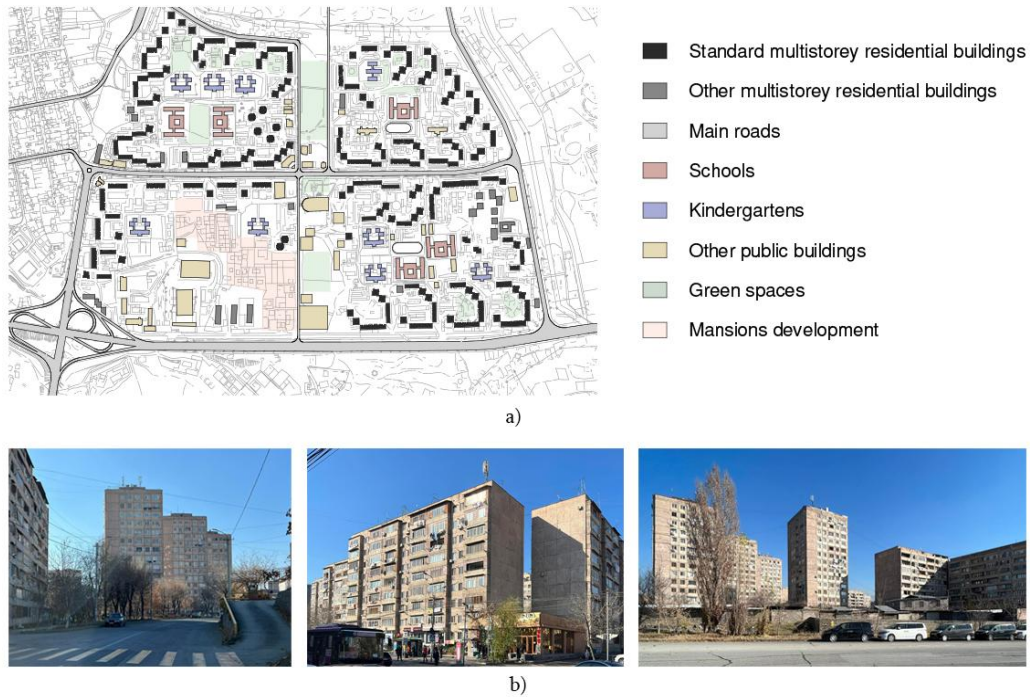 Standard multistorey residential buildings
Other multistorey residential buildings
Main roads
Schools
Kindergartens
Other public buildings
Green spaces
Mansions development
a)
b)